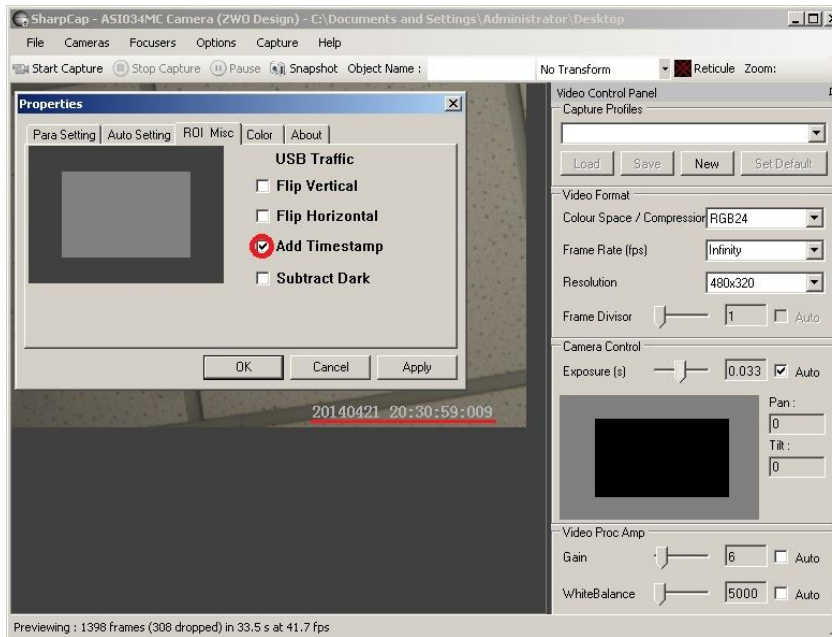 SharpCap - ASI034MC Camera (ZWO Design) - C:\Documents and Settings\Administrator\Desktop
File Cameras Focusers Options Capture Help
Start Capture Stop Capture Pause Snapshot Object Name : No Transform Reticule Zoom:
Properties
Para Setting Auto Setting ROI Misc Color About
USB Traffic
Flip Vertical
Flip Horizontal
Add Timestamp
Subtract Dark
OK Cancel Apply
20140421 20:30:59:009
Video Control Panel
Capture Profiles
Load Save New Set Default
Video Format
Colour Space / Compression RGB24
Frame Rate (fps) Infinity
Resolution 480x320
Frame Divisor 1 Auto
Camera Control
Exposure (s) 0.033 Auto
Pan :
0
Tilt :
0
Video Proc Amp
Gain 6 Auto
WhiteBalance 5000 Auto
Previewing : 1398 frames (308 dropped) in 33.5 s at 41.7 fps